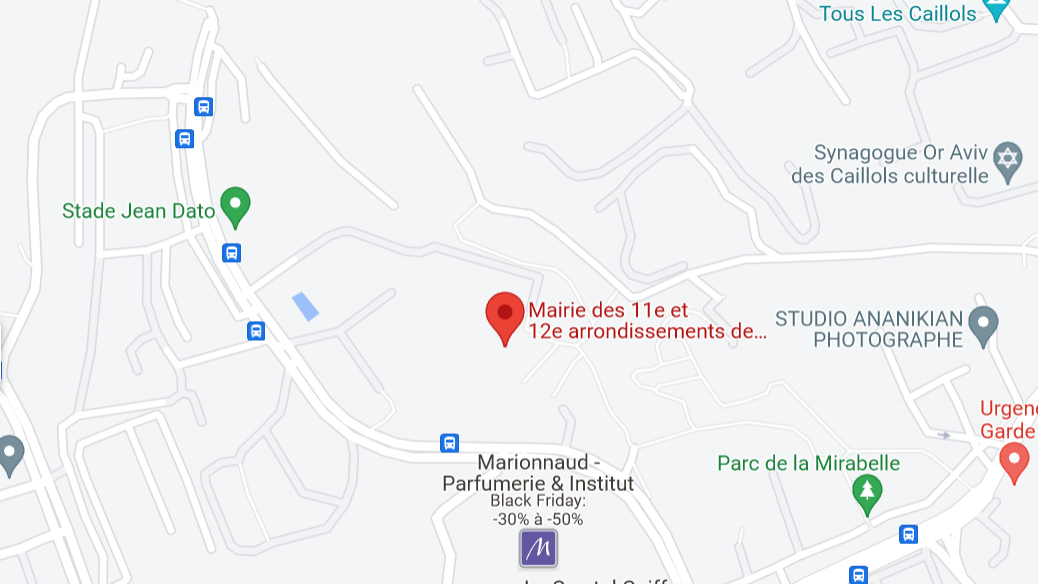 Tous Les Caillols
Synagogue Or Aviv
des Caillols culturelle
Stade Jean Dato
Mairie des 11e et
12e arrondissements de...
STUDIO ANANIKIAN
PHOTOGRAPHE
Urgen
Garde
Marionnaud -
Parfumerie & Institut
Black Friday:
-30% à -50%
M
Parc de la Mirabelle